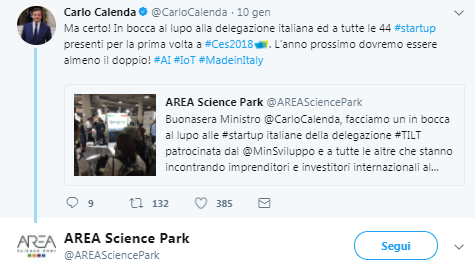 Carlo Calenda @CarloCalenda · 10 gen
Ma certo! In bocca al lupo alla delegazione italiana ed a tutte le 44 #startup
presenti per la prima volta a #Ces2018. L'anno prossimo dovremo essere
almeno il doppio! #AI #IoT #MadeinItaly
AREA Science Park @AREASciencePark
Buonasera Ministro @CarloCalenda, facciamo un in bocca
al lupo alle #startup italiane della delegazione #TILT
patrocinata dal @MinSviluppo e a tutte le altre che stanno
incontrando imprenditori e investitori internazionali al...
9 132 385
AREA
SCIENCE PARK
AREA Science Park
@AREASciencePark
Segui